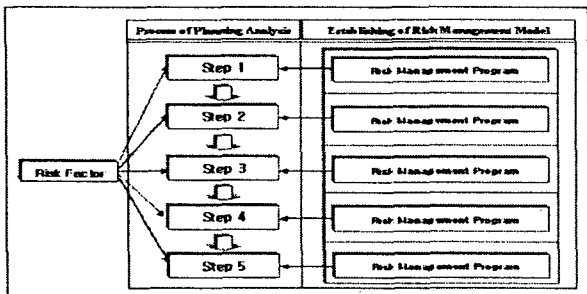 Process of Planning Analysis
Establishing of Risk Management Model
Step 1
Risk Management Program
Step 2
Risk Management Program
Risk Factor
Step 3
Risk Management Program
Step 4
Risk Management Program
Step 5
Risk Management Program